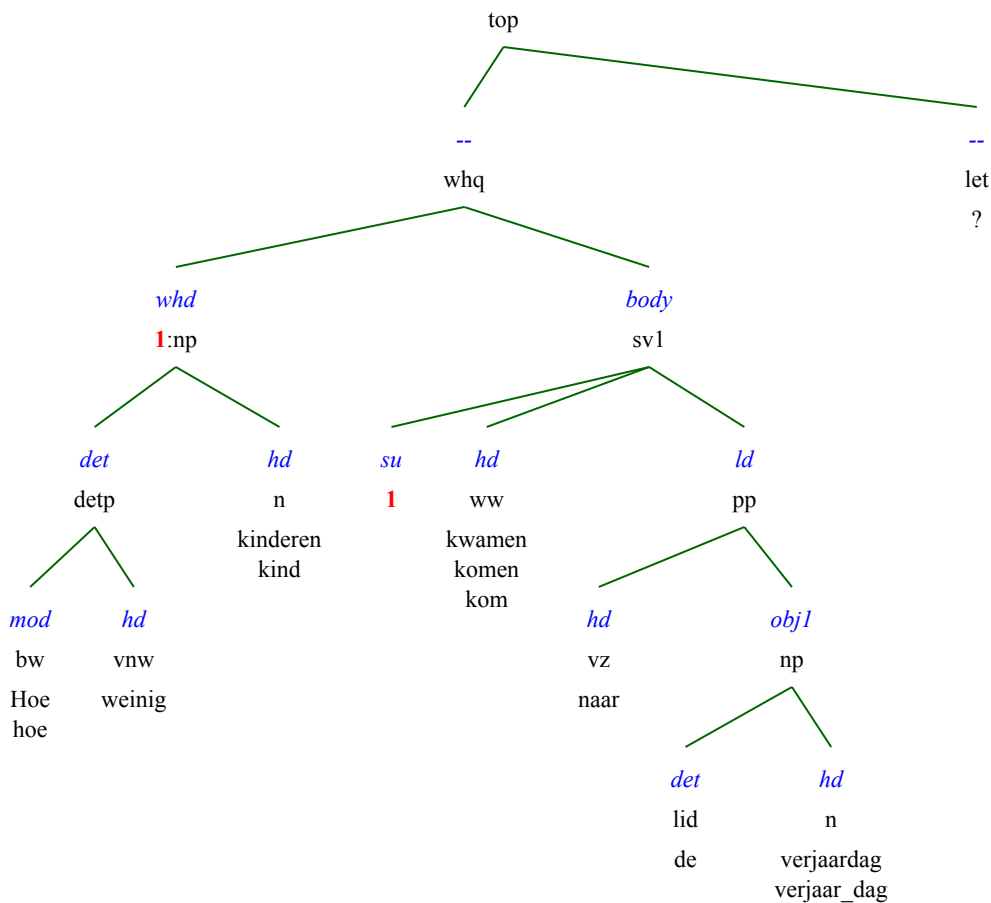 top
-- --
whq let
?
whd body
1:np sv1
det hd su hd ld
detp n 1 ww pp
kinderen kwamen
kind komen
kom
mod hd hd obj1
bw vnw vz np
Hoe weinig naar
hoe
det hd
lid n
de verjaardag
verjaar_dag